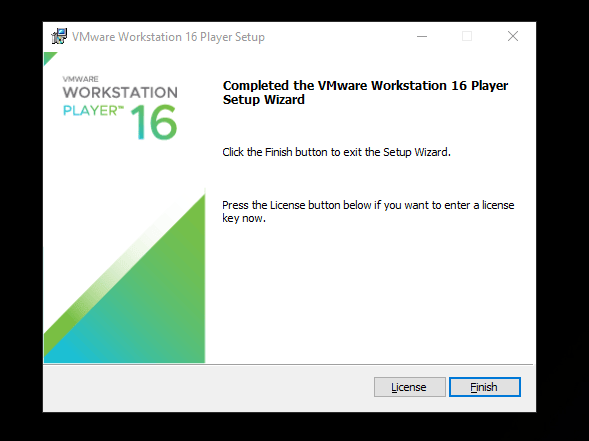 VMware Workstation 16 Player Setup
VMWARE
WORKSTATION
PLAYER™
16
Completed the VMware Workstation 16 Player
Setup Wizard
Click the Finish button to exit the Setup Wizard.
Press the License button below if you want to enter a license
key now.
License
Finish